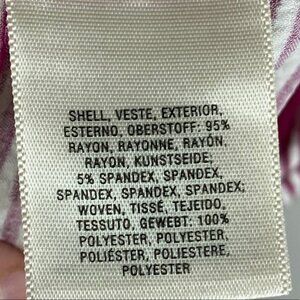 SHELL, VESTE, EXTERIOR,
ESTERNO, OBERSTOFF: 95%
RAYON, RAYONNE, RAYÓN,
RAYON, KUNSTSEIDE;
5% SPANDEX, SPANDEX,
SPANDEX, SPANDEX, SPANDEX;
WOVEN, TISSÉ, TEJEIDO,
TESSUTO, GEWEBT: 100%
POLYESTER, POLYESTER,
POLIÉSTER, POLIESTERE,
POLYESTER